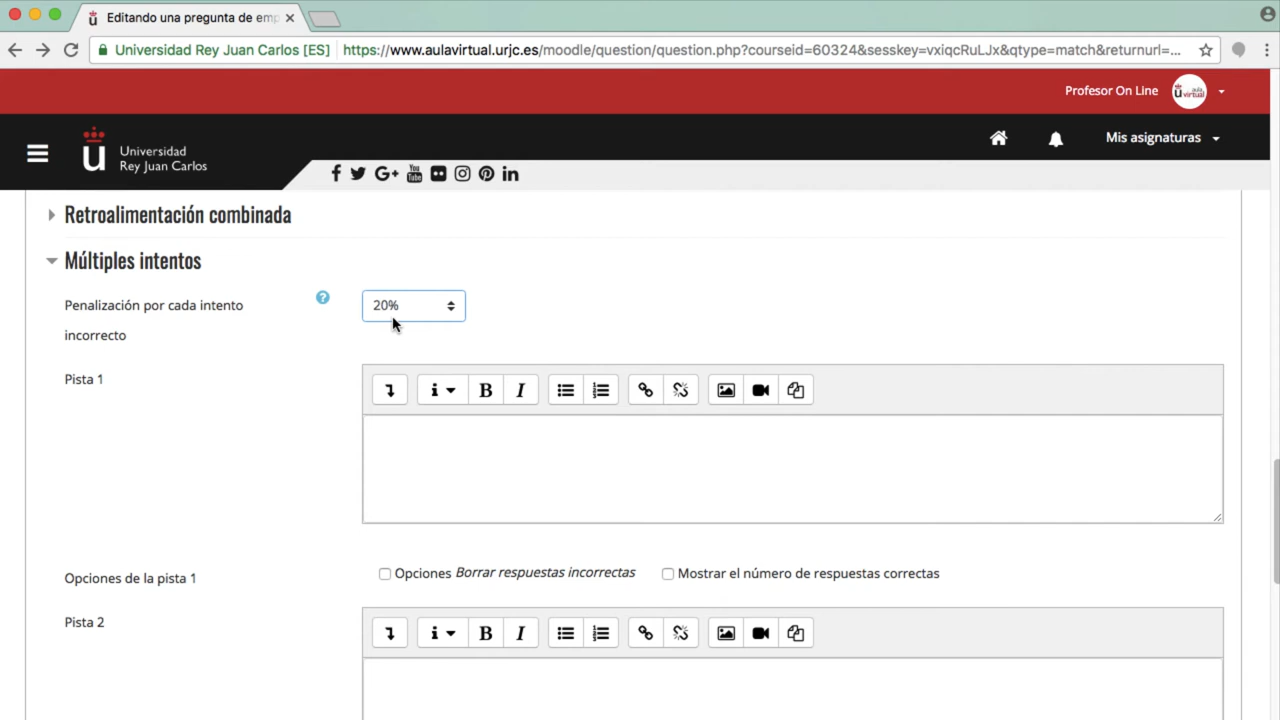 Editando una pregunta de emp
Universidad Rey Juan Carlos [ES]
https://www.aulavirtual.urjc.es/moodle/question/question.php?courseid=60324&sesskey=vxiqcRuLJx&qtype=match&returnurl=...
Profesor On Line
aula
virtual
Universidad
Rey Juan Carlos
Mis asignaturas
Retroalimentación combinada
Múltiples intentos
Penalización por cada intento
incorrecto
20%
Pista 1
Opciones de la pista 1
Opciones Borrar respuestas incorrectas
Mostrar el número de respuestas correctas
Pista 2